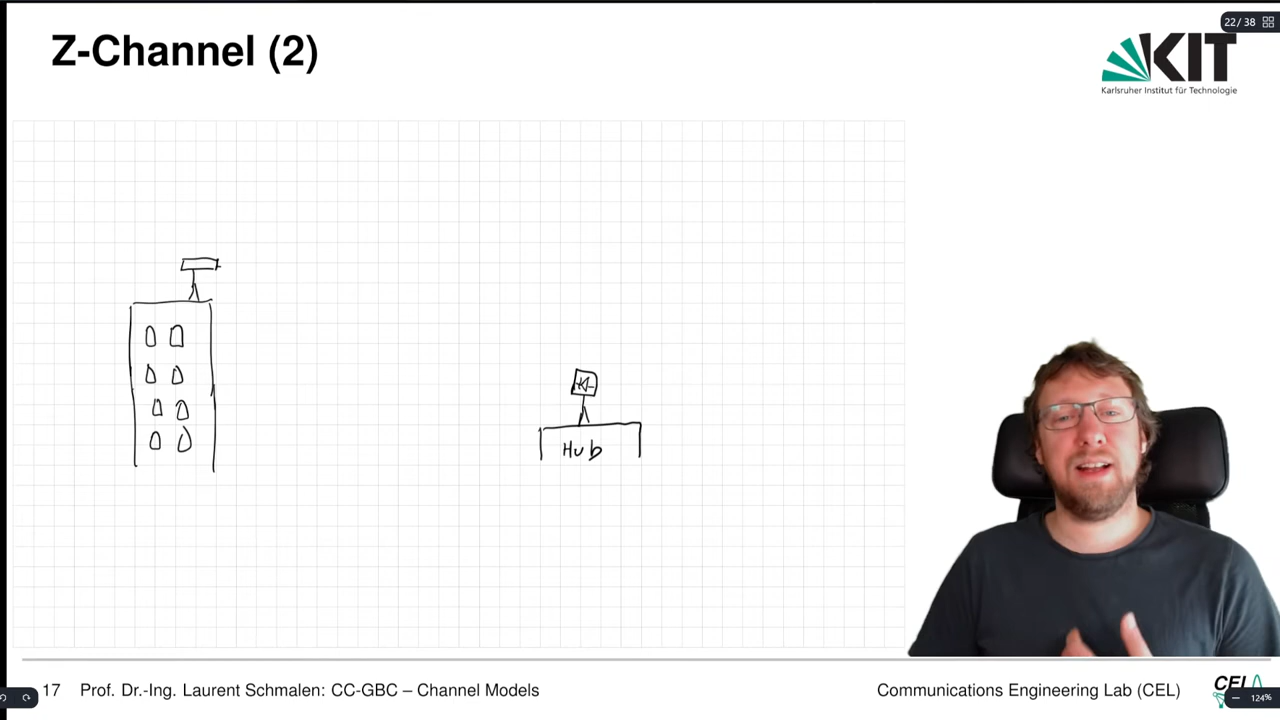 Z-Channel (2)
22/ 38
KIT
Karlsruher Institut für Technologie
Hub
17 Prof. Dr.-Ing. Laurent Schmalen: CC-GBC – Channel Models
Communications Engineering Lab (CEL)
CEL
124%